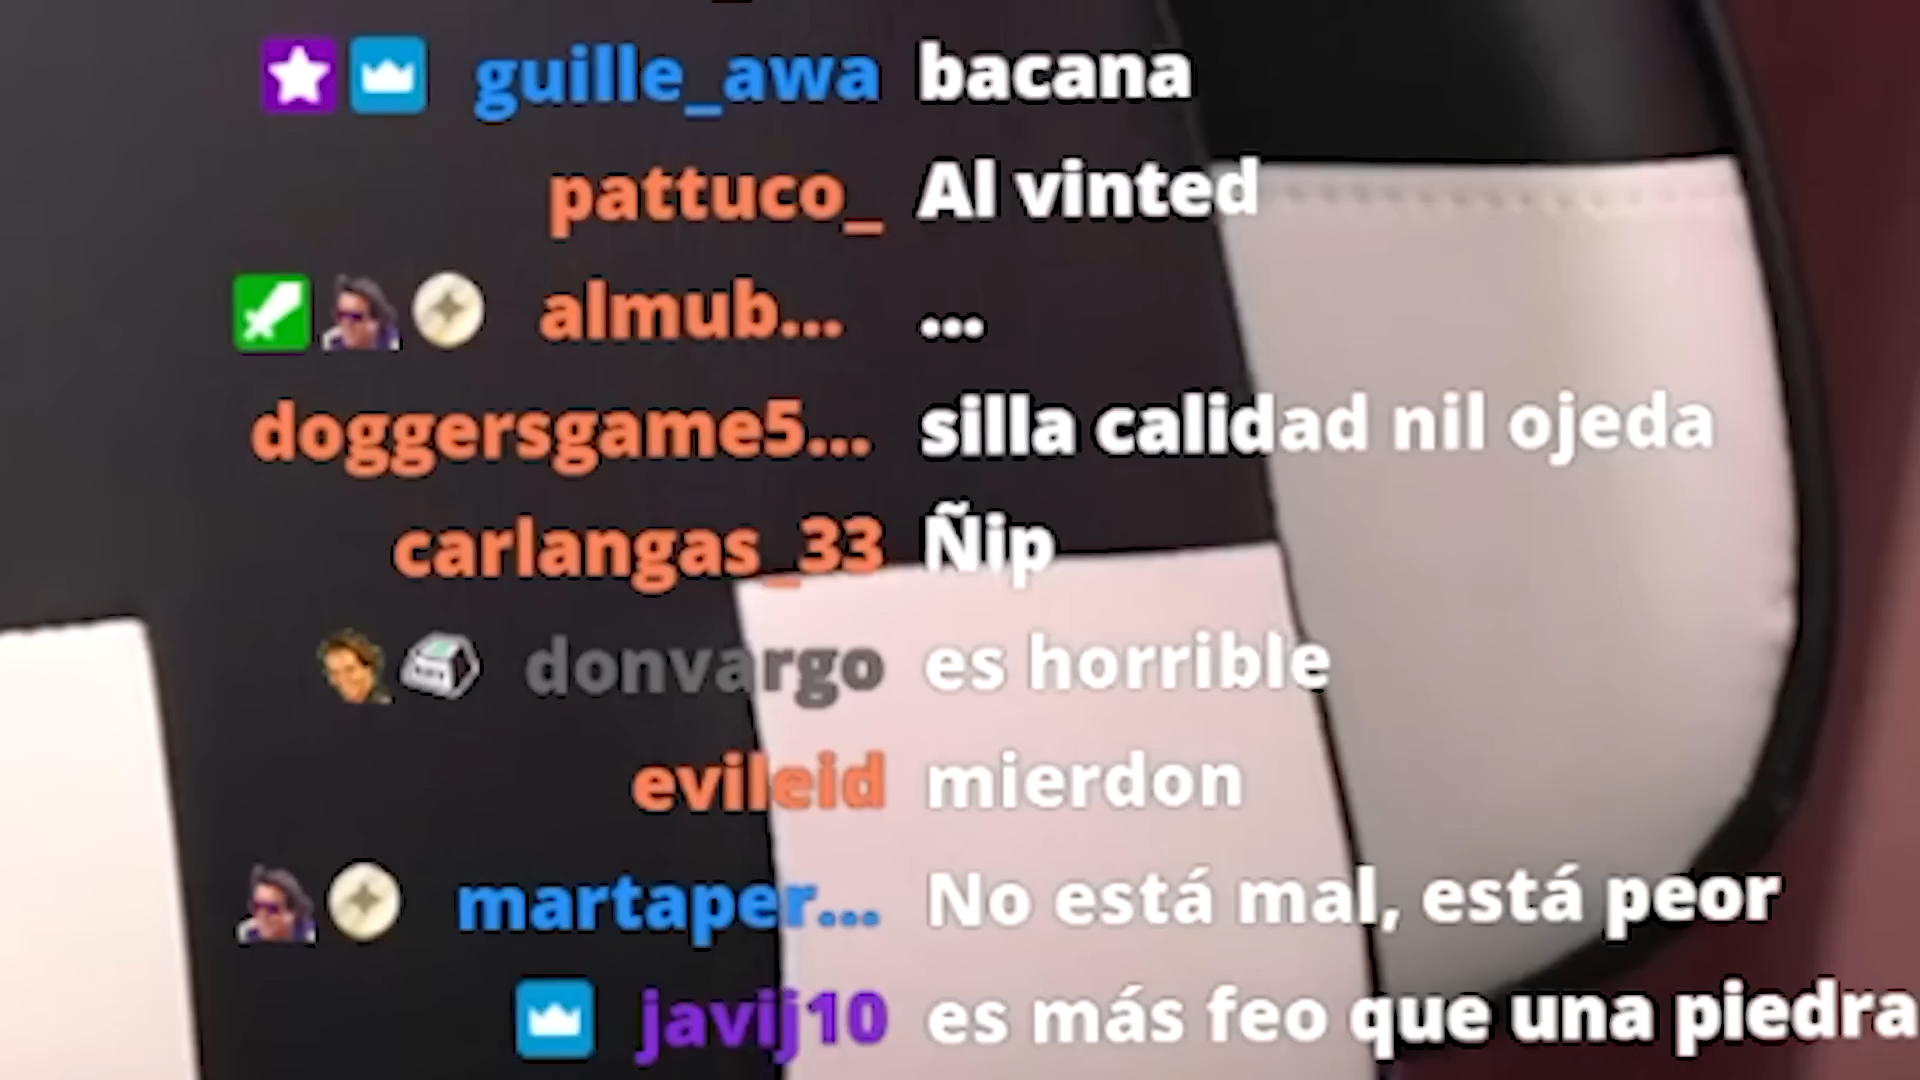 guille_awa bacana
pattuco_ Al vinted
almub... ...
doggersgame5... silla calidad nil ojeda
carlangas_33 Ñip
donvargo es horrible
evileid mierdon
martaper... No está mal, está peor
javij10 es más feo que una piedra